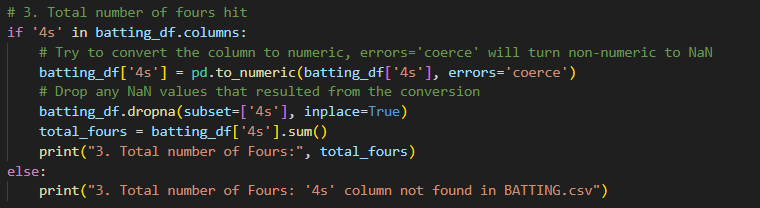 # 3. Total number of fours hit
if '4s' in batting_df.columns:
    # Try to convert the column to numeric, errors='coerce' will turn non-numeric to NaN
    batting_df['4s'] = pd.to_numeric(batting_df['4s'], errors='coerce')
    # Drop any NaN values that resulted from the conversion
    batting_df.dropna(subset=['4s'], inplace=True)
    total_fours = batting_df['4s'].sum()
    print("3. Total number of Fours:", total_fours)
else:
    print("3. Total number of Fours: '4s' column not found in BATTING.csv")